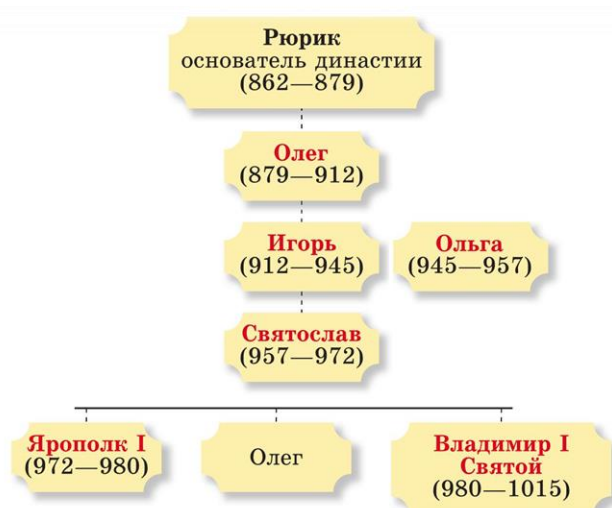 Рюрик
основатель династии
(862—879)
Олег
(879—912)
Игорь
(912—945)
Ольга
(945—957)
Святослав
(957—972)
Ярополк I
(972—980)
Олег
Владимир I
Святой
(980—1015)